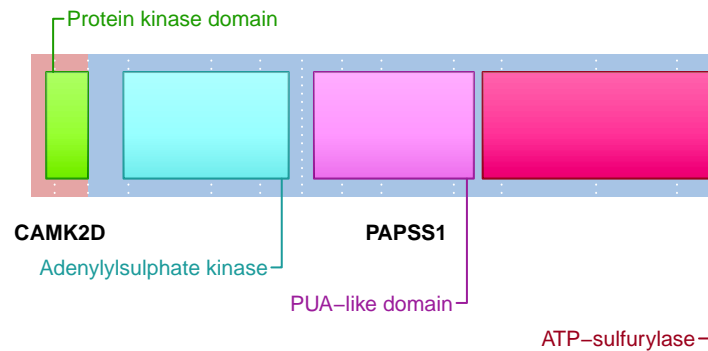 Protein kinase domain
CAMK2D
PAPSS1
Adenylylsulphate kinase
PUA−like domain
ATP−sulfurylase